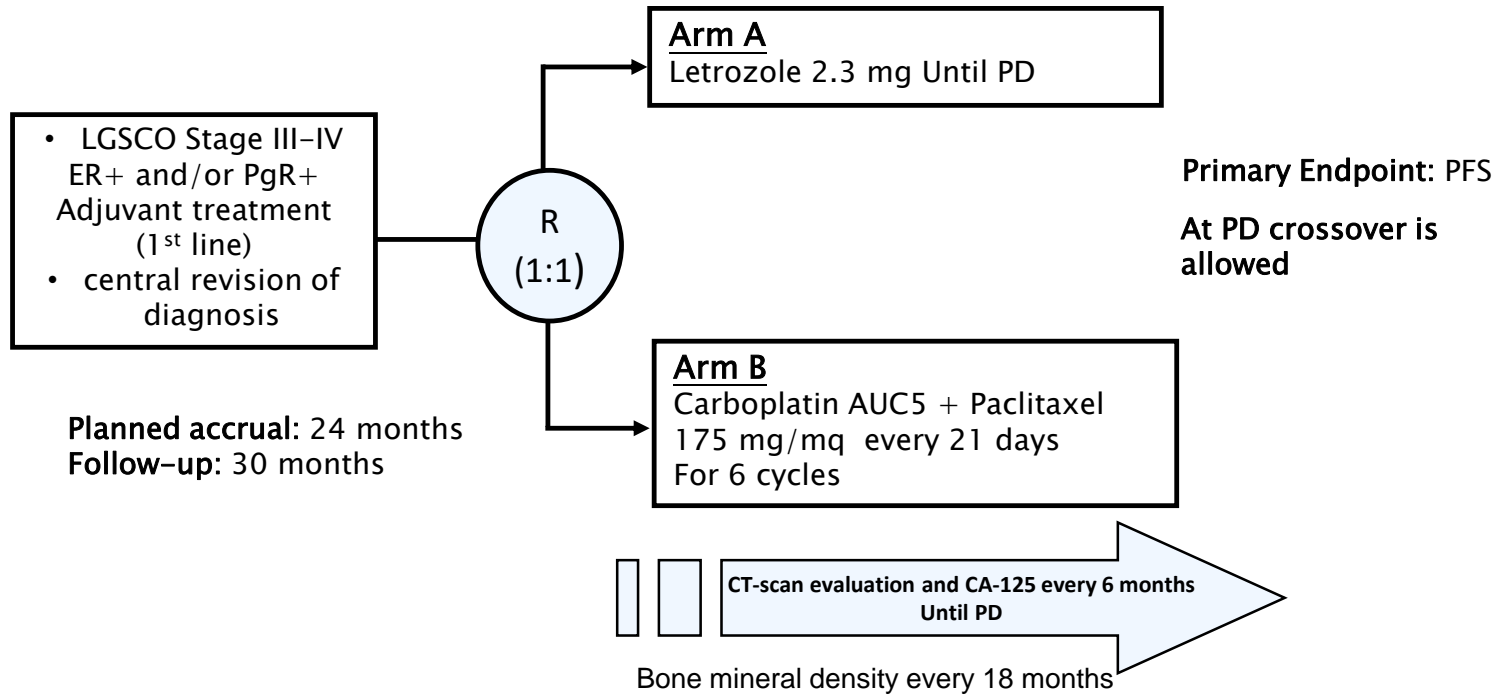 Arm A
Letrozole 2.3 mg Until PD
• LGSCO Stage III-IV
ER+ and/or PgR+
Adjuvant treatment
(1st line)
• central revision of
diagnosis
R
(1:1)
Primary Endpoint: PFS
At PD crossover is
allowed
Arm B
Carboplatin AUC5 + Paclitaxel
175 mg/mq every 21 days
For 6 cycles
Planned accrual: 24 months
Follow-up: 30 months
CT-scan evaluation and CA-125 every 6 months
Until PD
Bone mineral density every 18 months